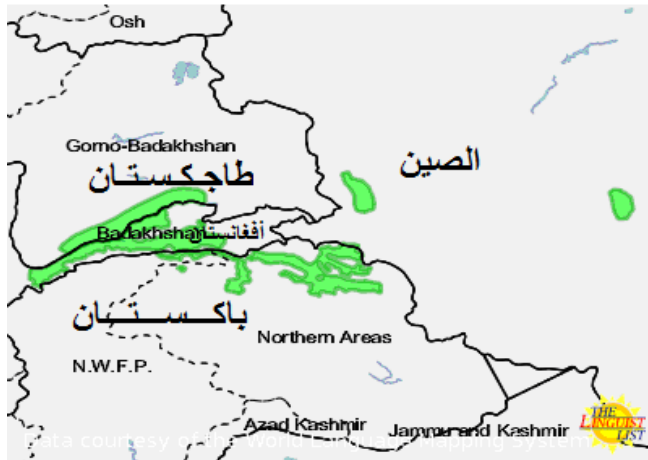 Osh
Gorno-Badakhshan
طاجكستان
الصين
Badakhshan
أفغانستان
باكستان
Northern Areas
N.W.F.P.
Azad Kashmir
Jammu and Kashmir
Data courtesy of the World Language Mapping System
THE
LINGUIST
LIST